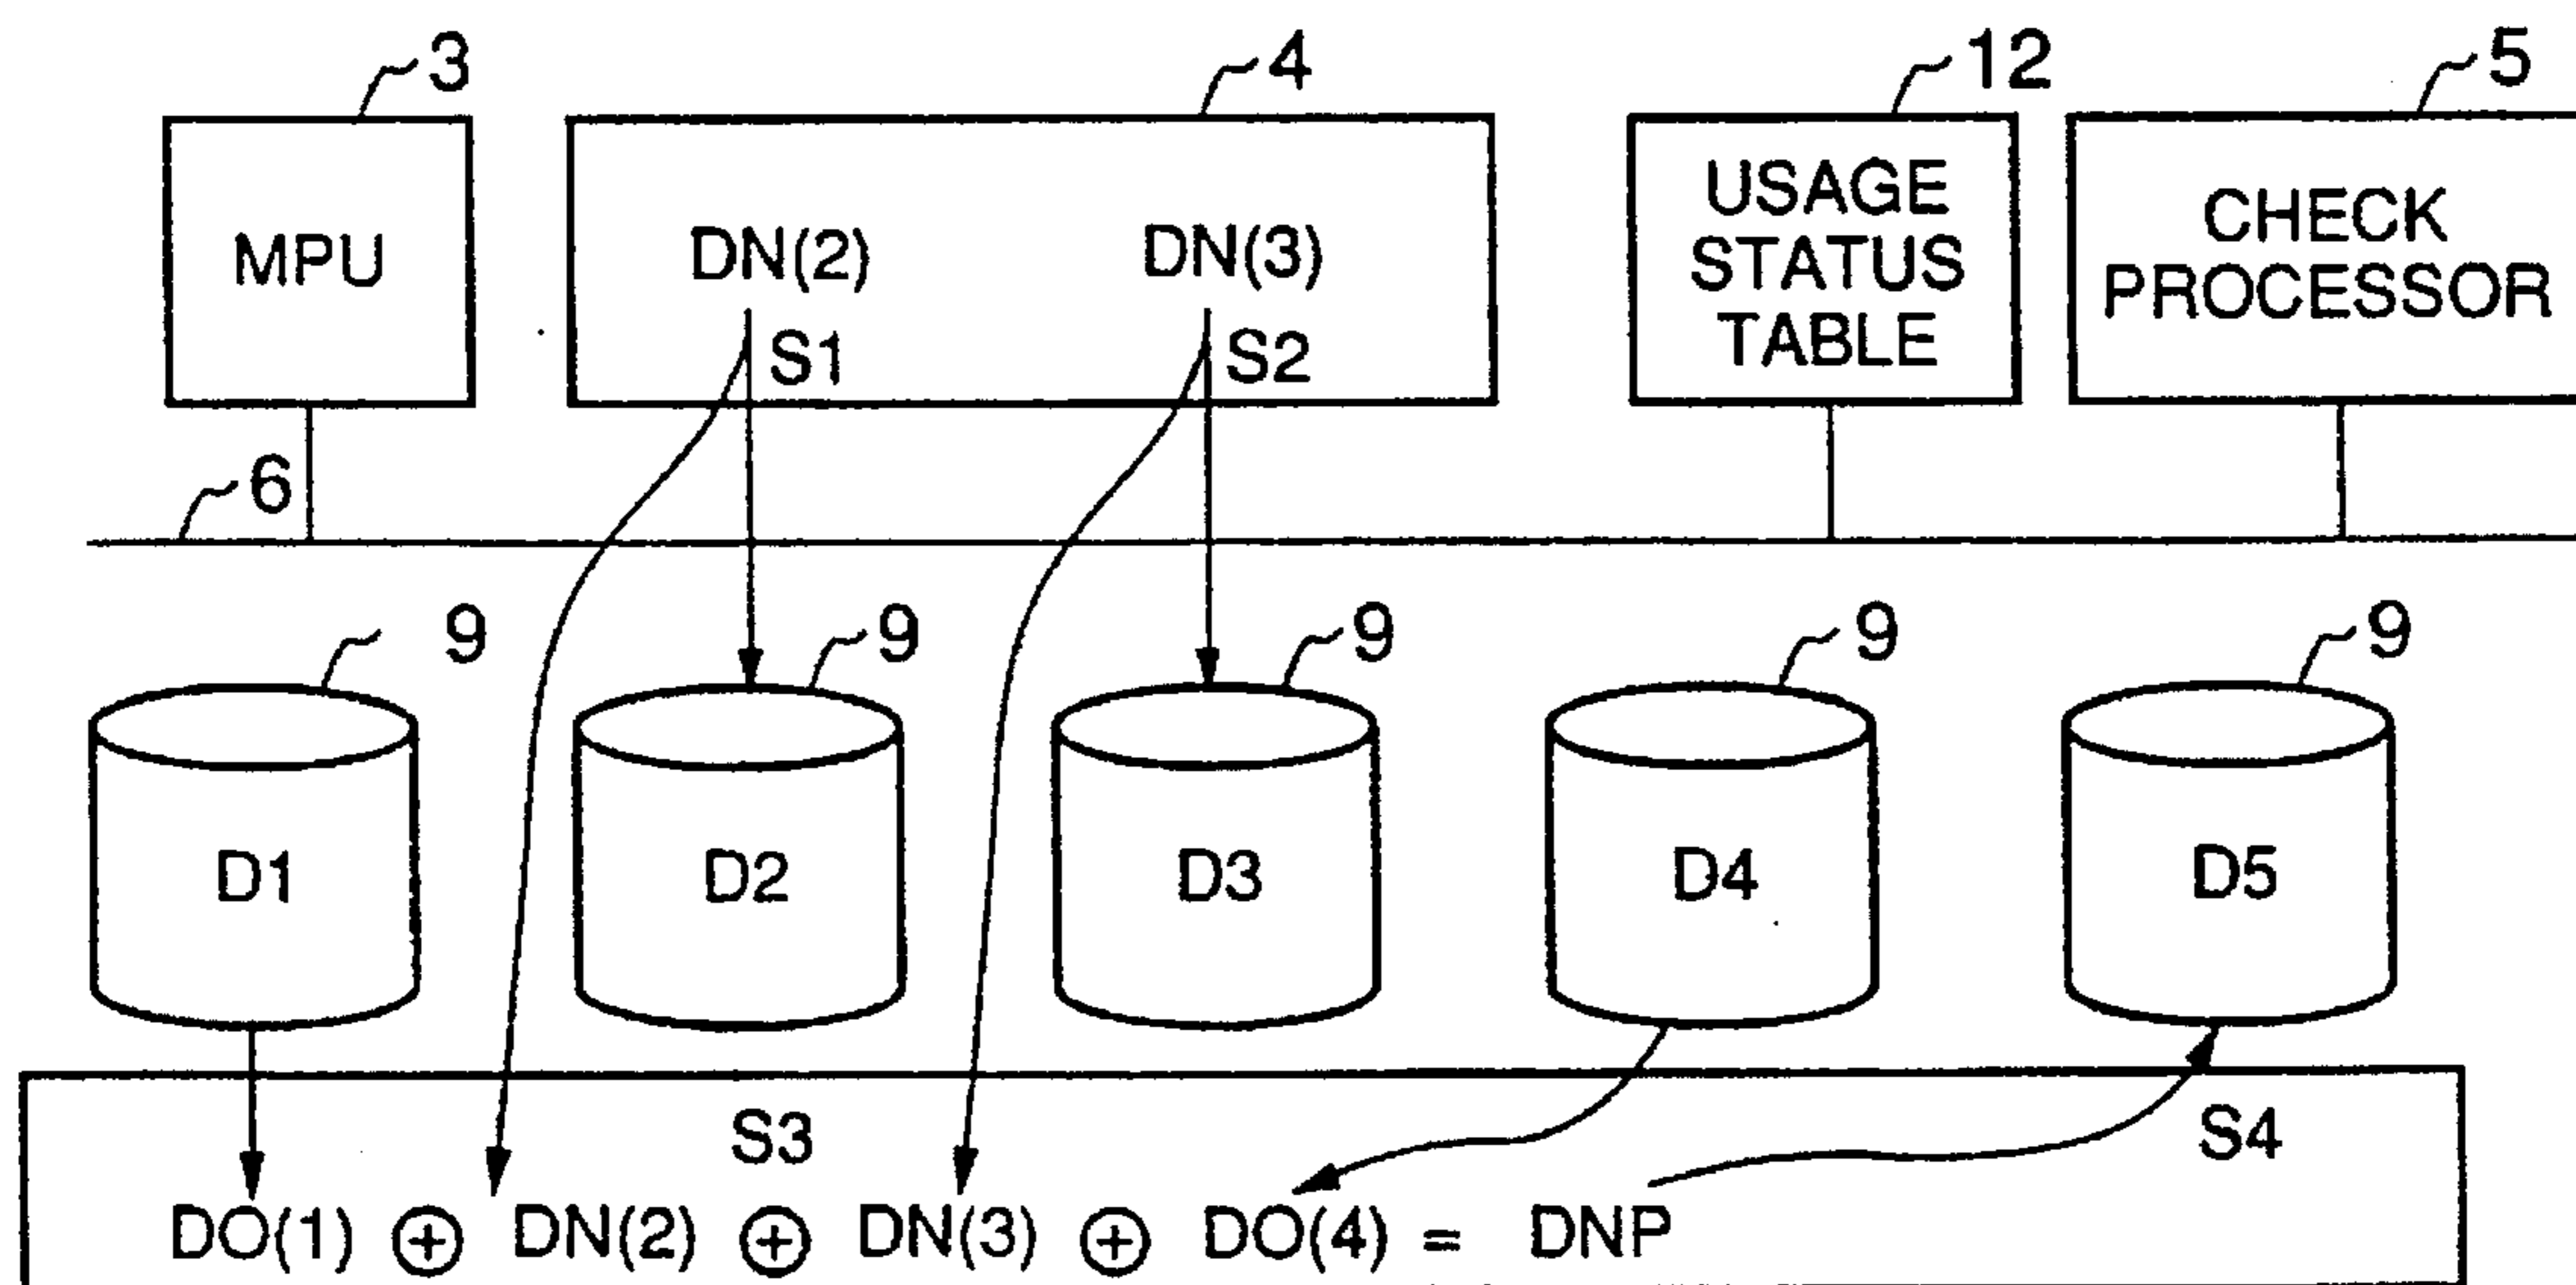 3
4
12
5
MPU
DN(2)
DN(3)
S1
S2
USAGE
STATUS
TABLE
CHECK
PROCESSOR
6
9
9
9
9
9
D1
D2
D3
D4
D5
S3
S4
DO(1) ⊕ DN(2) ⊕ DN(3) ⊕ DO(4) = DNP